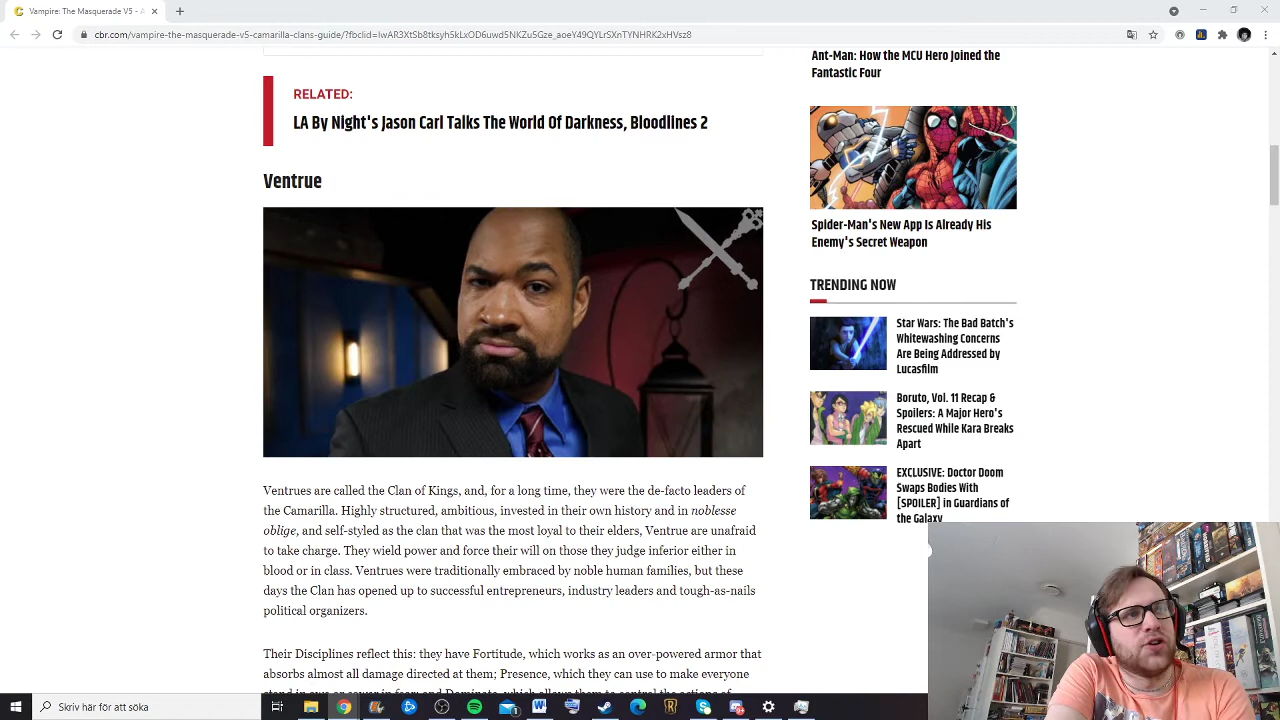 Vampire: The Masquerade V5 - A
cbr.com/vampire-the-masquerade-v5-camarilla-clans-guide/?fbclid=IwAR3XtSb8tksyh5kLxOD6uwd5NKZu5Gze_aoeY49QYLrSXnTYNHRK2xHVsz8
RELATED:
LA By Night's Jason Carl Talks The World Of Darkness, Bloodlines 2
Ventrue
Ventrues are called the Clan of Kings, and, for a long time, they were the de-facto leaders of
the Camarilla. Highly structured, ambitious, invested in their own history and in noblesse
oblige, and self-styled as the clan that was the most loyal to their elders, Ventrue are unafraid
to take charge. They wield power and force their will on those they judge inferior either in
blood or in class. Ventrues were traditionally embraced by noble human families, but these
days the Clan has opened up to successful entrepreneurs, industry leaders and tough-as-nails
political organizers.
Their Disciplines reflect this: they have Fortitude, which works as an over-powered armor that
absorbs almost all damage directed at them; Presence, which they can use to make everyone
stand in awe
Ant-Man: How the MCU Hero Joined the
Fantastic Four
Spider-Man's New App Is Already His
Enemy's Secret Weapon
TRENDING NOW
Star Wars: The Bad Batch's
Whitewashing Concerns
Are Being Addressed by
Lucasfilm
Boruto, Vol. 11 Recap &
Spoilers: A Major Hero's
Rescued While Kara Breaks
Apart
EXCLUSIVE: Doctor Doom
Swaps Bodies With
[SPOILER] in Guardians of
the Galaxy
Skriv här för att söka